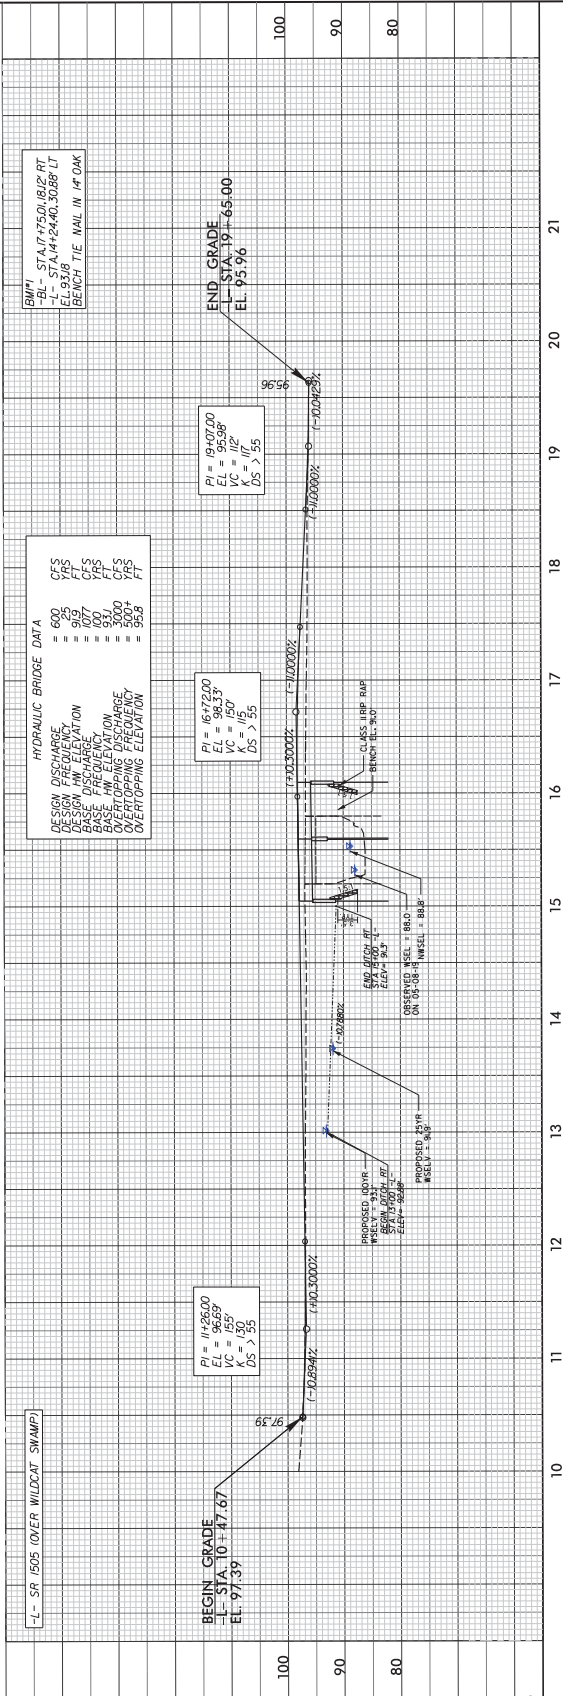 -L- SR 1505 (OVER WILDCAT SWAMP)
BM#1
-BL- STA.17+75.01,18.12' RT
-L- STA.14+24.40,30.88' LT
EL.93.18
BENCH TIE NAIL IN 14" OAK
HYDRAULIC BRIDGE DATA
DESIGN DISCHARGE = 600 CFS
DESIGN FREQUENCY = 25 YRS
DESIGN HW ELEVATION = 91.9 FT
BASE DISCHARGE = 1077 CFS
BASE FREQUENCY = 100 YRS
BASE HW ELEVATION = 93.1 FT
OVERTOPPING DISCHARGE = 3000 CFS
OVERTOPPING FREQUENCY = 500+ YRS
OVERTOPPING ELEVATION = 95.8 FT
BEGIN GRADE
-L- STA. 10+47.67
EL. 97.39
97.39
PI = 11+26.00
EL = 96.69'
VC = 155'
K = 130
DS > 55
(-)0.8941%
(+)0.3000%
PI = 16+72.00
EL = 98.33'
VC = 150'
K = 115
DS > 55
(+)0.3000%
(-)1.0000%
PI = 19+07.00
EL = 95.98'
VC = 112'
K = 117
DS > 55
(-)1.0000%
(-)0.0429%
95.96
END GRADE
-L- STA. 19+65.00
EL. 95.96
PROPOSED 100YR
WSELV = 93.1'
BEGIN DITCH RT
STA 13+00 -L-
ELEV= 92.88'
PROPOSED 25YR
WSELV = 91.9'
(-)0.7880%
END DITCH RT
STA 15+00 -L-
ELEV= 91.3'
OBSERVED WSEL = 88.0
ON 05-08-19
NWSEL = 88.8'
CLASS II RIP RAP
BENCH EL. 91.0'
100
90
80
100
90
80
10 11 12 13 14 15 16 17 18 19 20 21